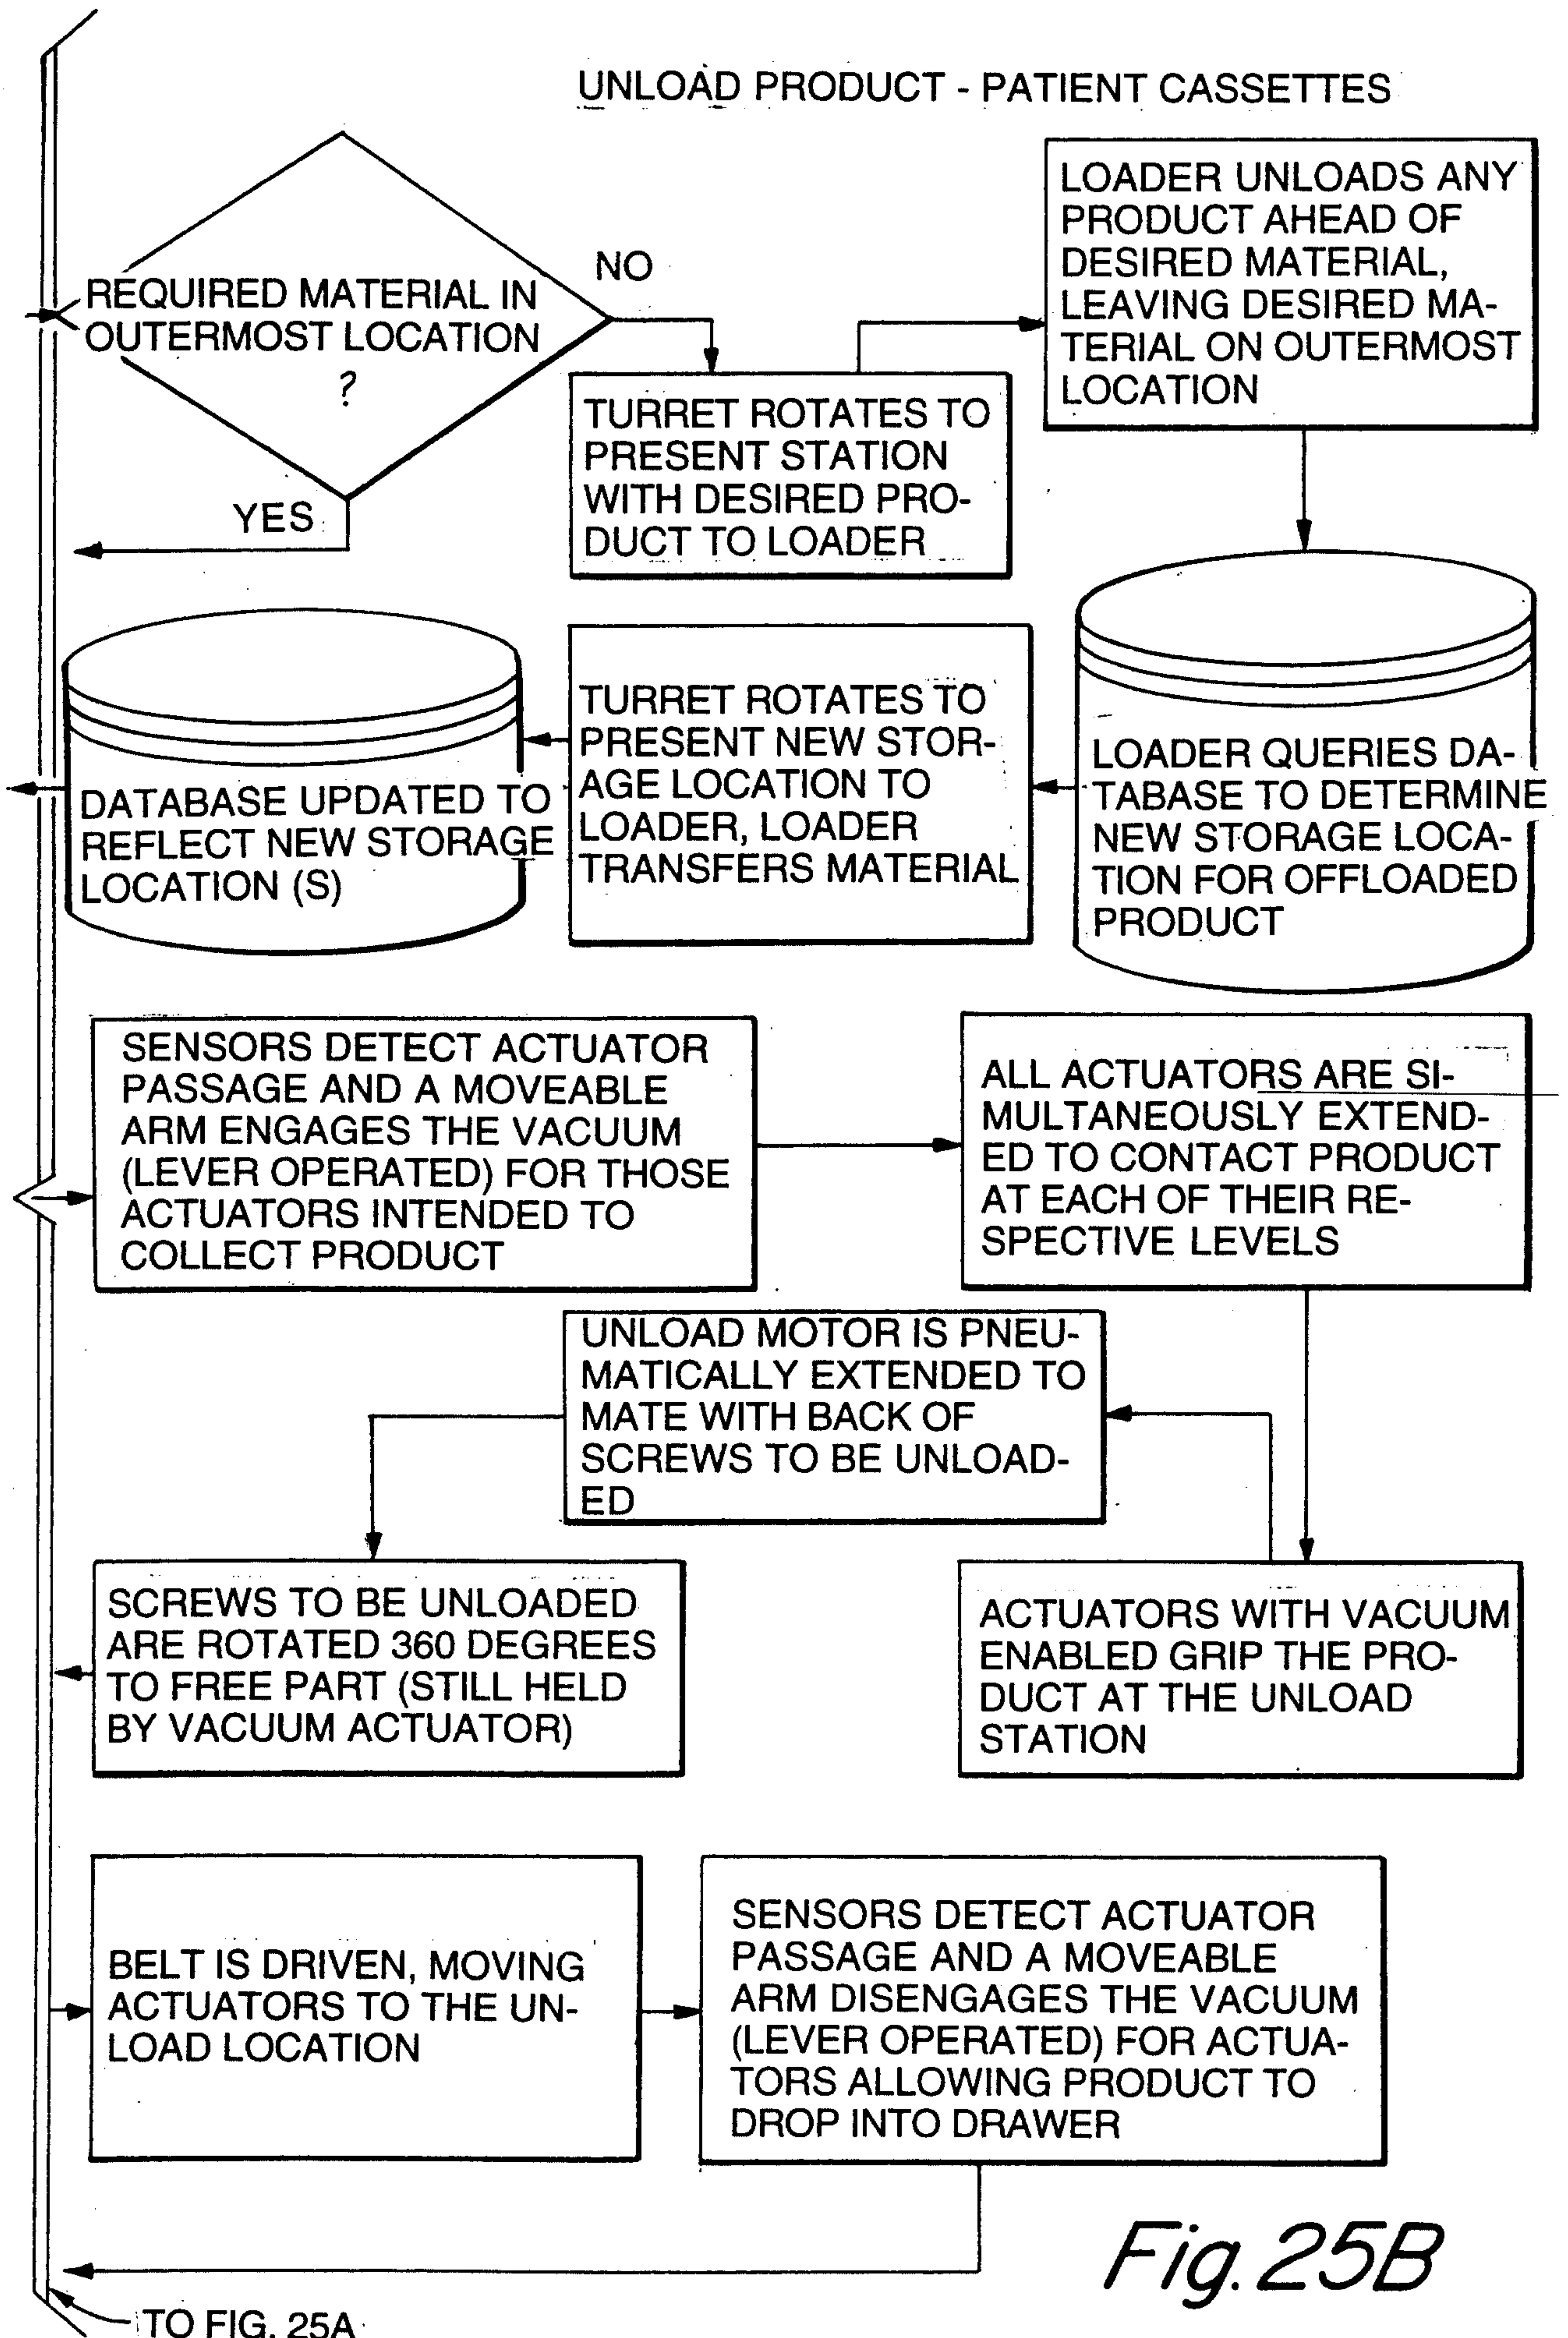 UNLOAD PRODUCT - PATIENT CASSETTES
REQUIRED MATERIAL IN
OUTERMOST LOCATION
?
NO
YES
TURRET ROTATES TO
PRESENT STATION
WITH DESIRED PRO-
DUCT TO LOADER
LOADER UNLOADS ANY
PRODUCT AHEAD OF
DESIRED MATERIAL,
LEAVING DESIRED MA-
TERIAL ON OUTERMOST
LOCATION
LOADER QUERIES DA-
TABASE TO DETERMINE
NEW STORAGE LOCA-
TION FOR OFFLOADED
PRODUCT
TURRET ROTATES TO
PRESENT NEW STOR-
AGE LOCATION TO
LOADER, LOADER
TRANSFERS MATERIAL
DATABASE UPDATED TO
REFLECT NEW STORAGE
LOCATION (S)
SENSORS DETECT ACTUATOR
PASSAGE AND A MOVEABLE
ARM ENGAGES THE VACUUM
(LEVER OPERATED) FOR THOSE
ACTUATORS INTENDED TO
COLLECT PRODUCT
ALL ACTUATORS ARE SI-
MULTANEOUSLY EXTEND-
ED TO CONTACT PRODUCT
AT EACH OF THEIR RE-
SPECTIVE LEVELS
ACTUATORS WITH VACUUM
ENABLED GRIP THE PRO-
DUCT AT THE UNLOAD
STATION
UNLOAD MOTOR IS PNEU-
MATICALLY EXTENDED TO
MATE WITH BACK OF
SCREWS TO BE UNLOAD-
ED
SCREWS TO BE UNLOADED
ARE ROTATED 360 DEGREES
TO FREE PART (STILL HELD
BY VACUUM ACTUATOR)
BELT IS DRIVEN, MOVING
ACTUATORS TO THE UN-
LOAD LOCATION
SENSORS DETECT ACTUATOR
PASSAGE AND A MOVEABLE
ARM DISENGAGES THE VACUUM
(LEVER OPERATED) FOR ACTUA-
TORS ALLOWING PRODUCT TO
DROP INTO DRAWER
TO FIG. 25A
Fig. 25B